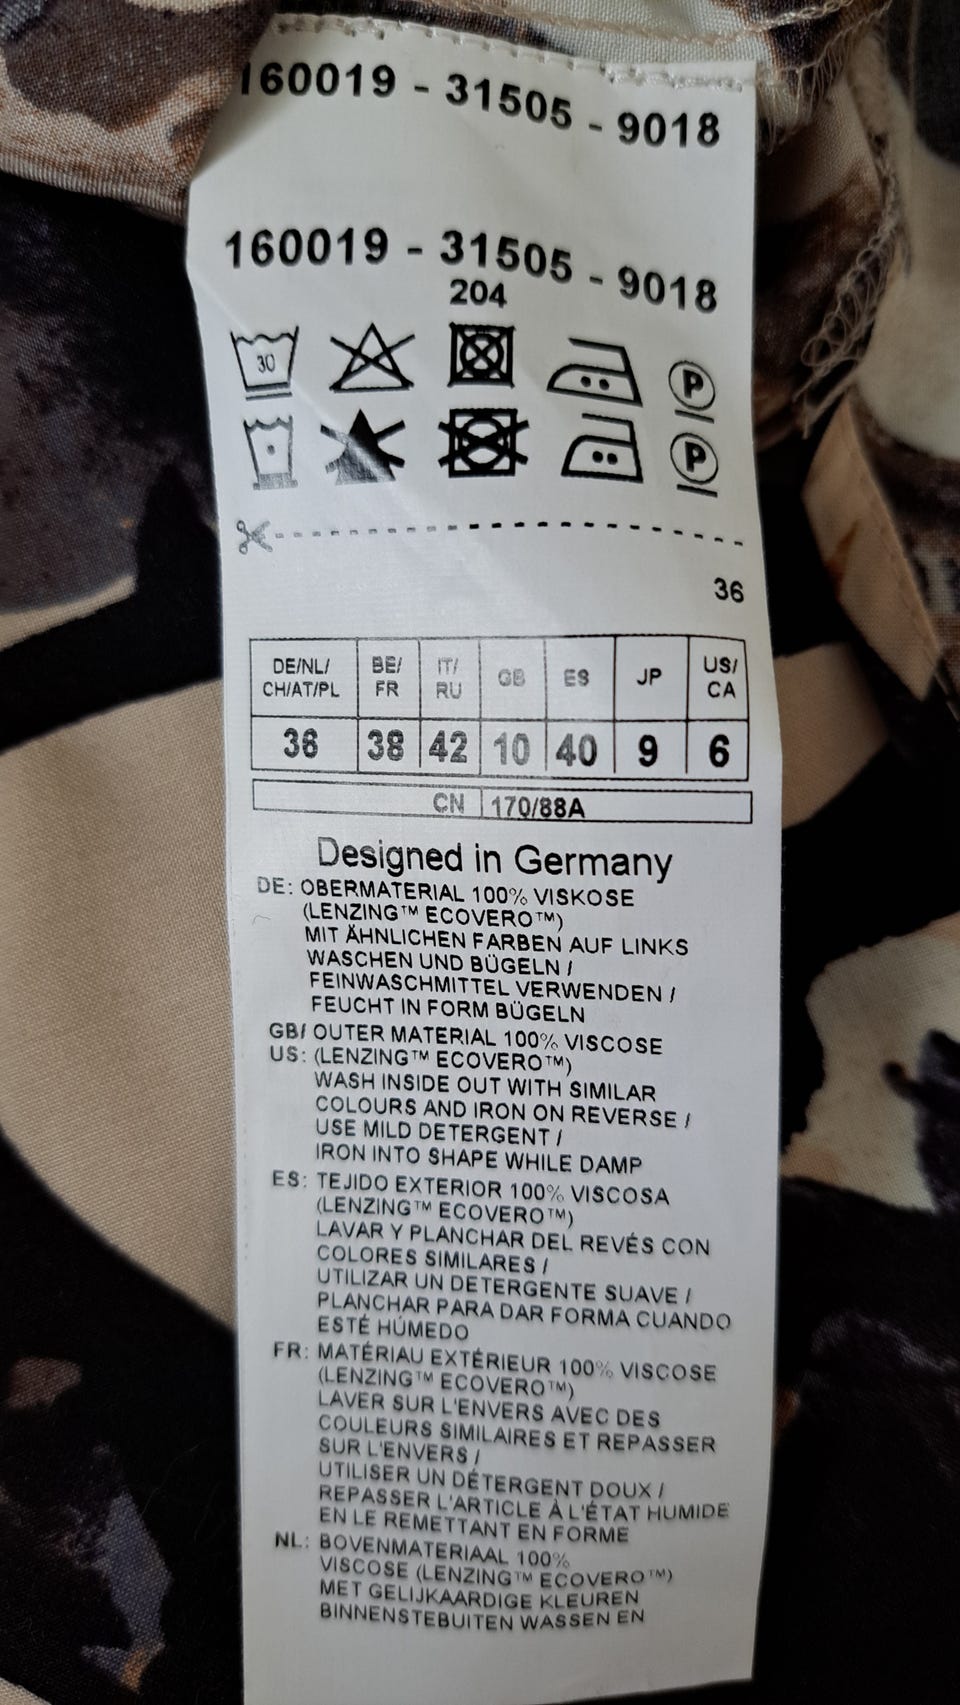 160019 - 31505 - 9018
160019 - 31505 - 9018
204
30 P
P
36
DE/NL/ CH/AT/PL BE/ FR IT/ RU GB ES JP US/ CA
36 38 42 10 40 9 6
CN 170/88A
Designed in Germany
DE: OBERMATERIAL 100% VISKOSE
(LENZING™ ECOVERO™)
MIT ÄHNLICHEN FARBEN AUF LINKS
WASCHEN UND BÜGELN /
FEINWASCHMITTEL VERWENDEN /
FEUCHT IN FORM BÜGELN
GB/ OUTER MATERIAL 100% VISCOSE
US: (LENZING™ ECOVERO™)
WASH INSIDE OUT WITH SIMILAR
COLOURS AND IRON ON REVERSE /
USE MILD DETERGENT /
IRON INTO SHAPE WHILE DAMP
ES: TEJIDO EXTERIOR 100% VISCOSA
(LENZING™ ECOVERO™)
LAVAR Y PLANCHAR DEL REVÉS CON
COLORES SIMILARES /
UTILIZAR UN DETERGENTE SUAVE /
PLANCHAR PARA DAR FORMA CUANDO
ESTÉ HÚMEDO
FR: MATÉRIAU EXTÉRIEUR 100% VISCOSE
(LENZING™ ECOVERO™)
LAVER SUR L'ENVERS AVEC DES
COULEURS SIMILAIRES ET REPASSER
SUR L'ENVERS /
UTILISER UN DÉTERGENT DOUX /
REPASSER L'ARTICLE À L'ÉTAT HUMIDE
EN LE REMETTANT EN FORME
NL: BOVENMATERIAAL 100%
VISCOSE (LENZING™ ECOVERO™)
MET GELIJKAARDIGE KLEUREN
BINNENSTEBUITEN WASSEN EN